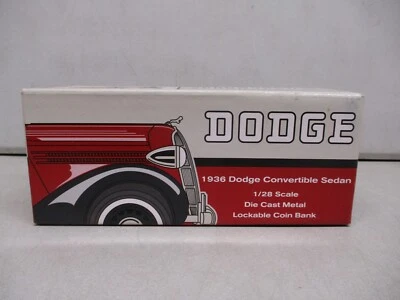 DODGE
1936 Dodge Convertible Sedan
1/28 Scale
Die Cast Metal
Lockable Coin Bank